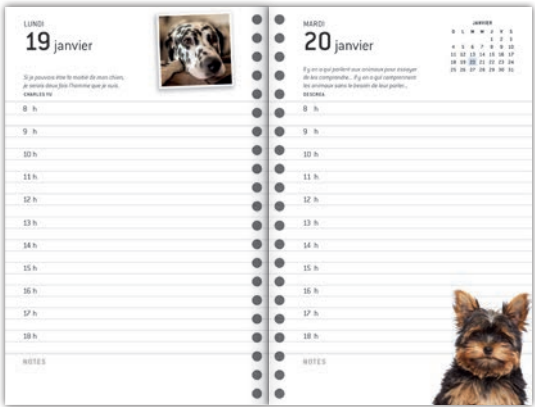 LUNDI
19 janvier
Si je pouvais être la moitié de mon chien,
je serais deux fois l'homme que je suis.
CHARLES YU
8 h
9 h
10 h
11 h
12 h
13 h
14 h
15 h
16 h
17 h
18 h
NOTES
MARDI
20 janvier
Il y en a qui parlent aux animaux pour essayer
de les comprendre... Il y en a qui comprennent
les animaux sans le besoin de leur parler...
JANVIER
D L M M J V S
1 2 3
4 5 6 7 8 9 10
11 12 13 14 15 16 17
18 19 20 21 22 23 24
25 26 27 28 29 30 31
8 h
9 h
10 h
11 h
12 h
13 h
14 h
15 h
16 h
17 h
18 h
NOTES